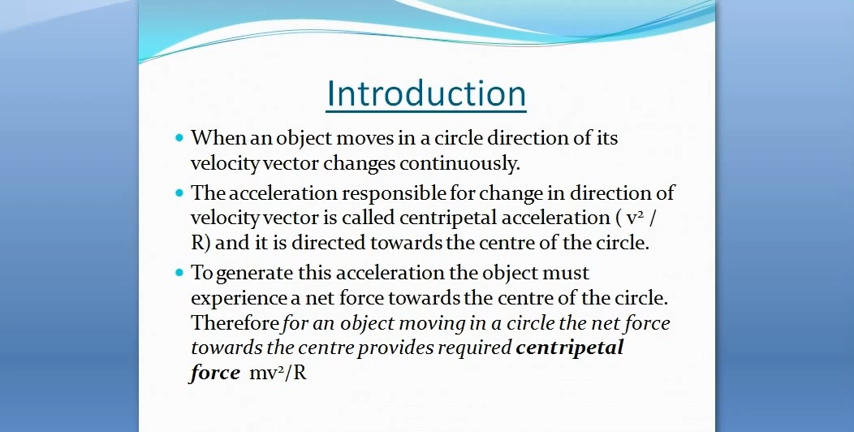 Introduction
When an object moves in a circle direction of its
velocity vector changes continuously.
The acceleration responsible for change in direction of
velocity vector is called centripetal acceleration ( v² /
R) and it is directed towards the centre of the circle.
To generate this acceleration the object must
experience a net force towards the centre of the circle.
Therefore for an object moving in a circle the net force
towards the centre provides required centripetal
force mv²/R